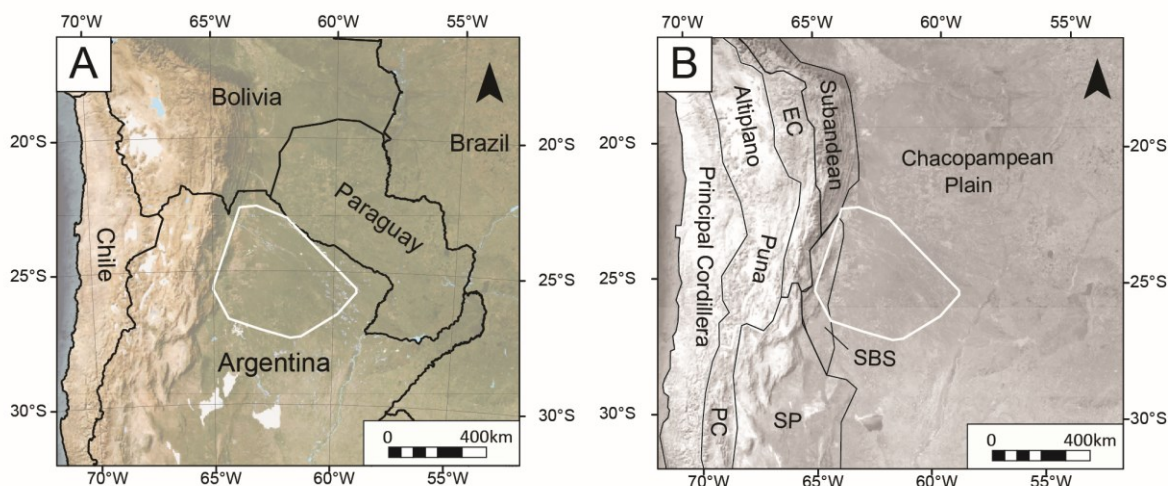 70°W 65°W 60°W 55°W
A
Bolivia
Brazil
Paraguay
Chile
Argentina
20°S 20°S
25°S 25°S
30°S 30°S
0 400km
70°W 65°W 60°W 55°W
70°W 65°W 60°W 55°W
B
Altiplano
EC
Subandean
Chacopampean
Plain
Principal Cordillera
Puna
SBS
PC
SP
20°S 20°S
25°S 25°S
30°S 30°S
0 400km
70°W 65°W 60°W 55°W